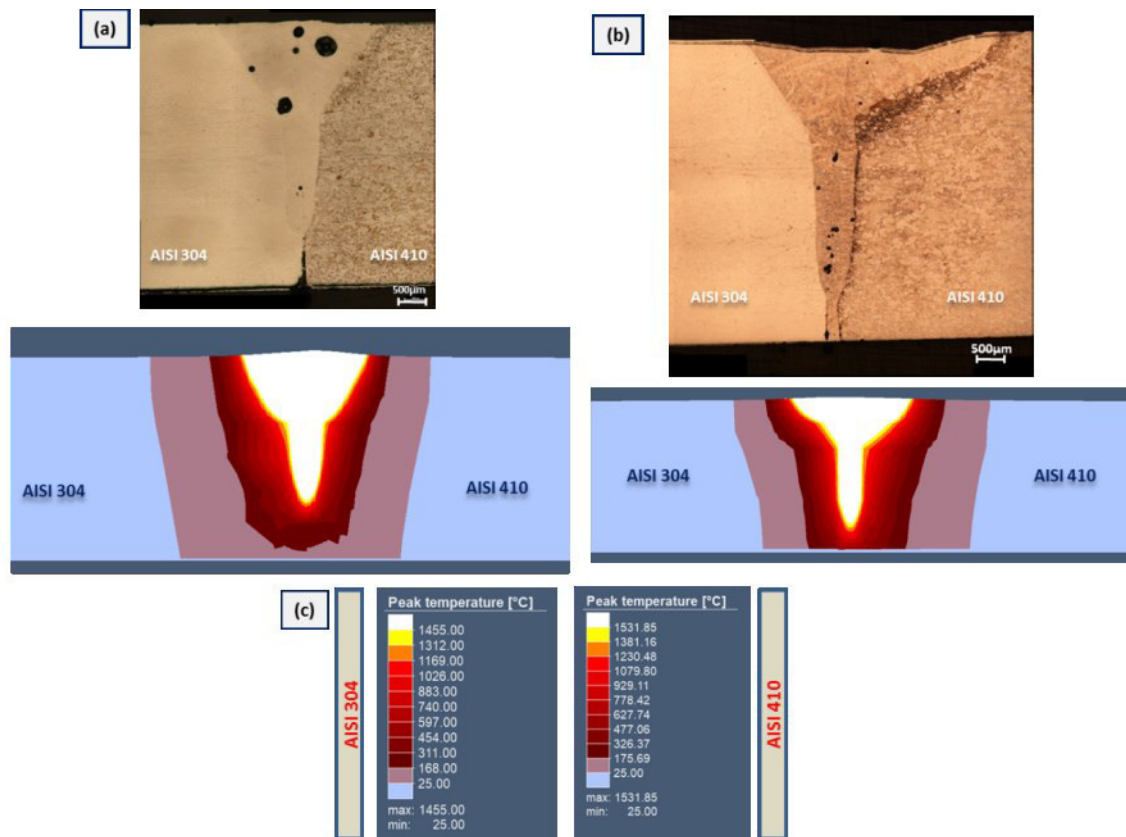 (a)
AISI 304
AISI 410
500µm
(b)
AISI 304
AISI 410
500µm
AISI 304
AISI 410
AISI 304
AISI 410
(c)
AISI 304
Peak temperature [°C]
1455.00
1312.00
1169.00
1026.00
883.00
740.00
597.00
454.00
311.00
168.00
25.00
max: 1455.00
min: 25.00
Peak temperature [°C]
1531.85
1381.16
1230.48
1079.80
929.11
778.42
627.74
477.06
326.37
175.69
25.00
max: 1531.85
min: 25.00
AISI 410